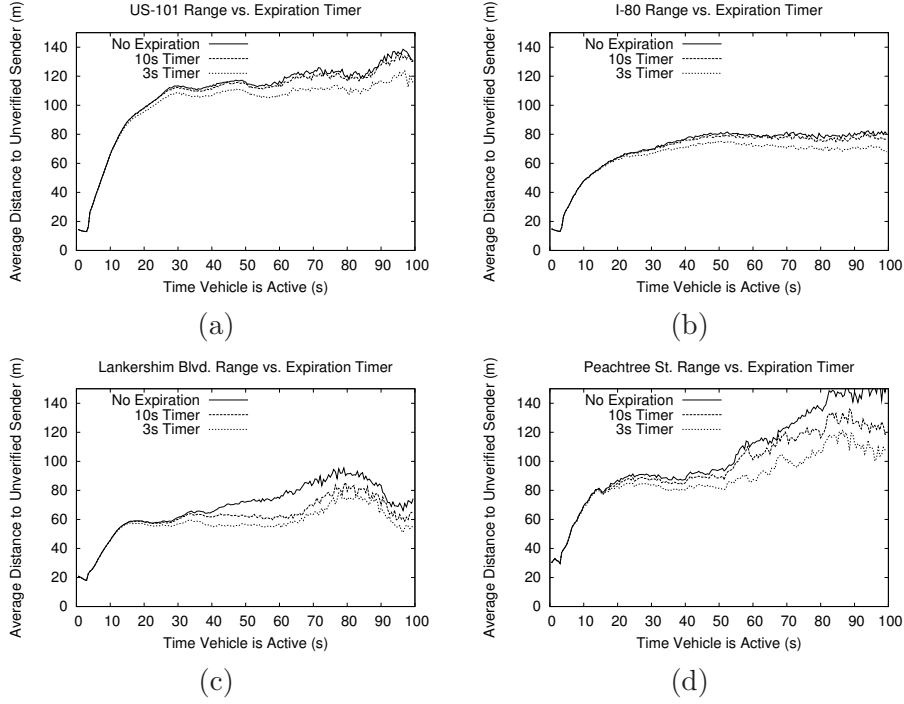 US-101 Range vs. Expiration Timer
Average Distance to Unverified Sender (m)
140
120
100
80
60
40
20
0
No Expiration
10s Timer
3s Timer
0 10 20 30 40 50 60 70 80 90 100
Time Vehicle is Active (s)
(a)
I-80 Range vs. Expiration Timer
Average Distance to Unverified Sender (m)
140
120
100
80
60
40
20
0
No Expiration
10s Timer
3s Timer
0 10 20 30 40 50 60 70 80 90 100
Time Vehicle is Active (s)
(b)
Lankershim Blvd. Range vs. Expiration Timer
Average Distance to Unverified Sender (m)
140
120
100
80
60
40
20
0
No Expiration
10s Timer
3s Timer
0 10 20 30 40 50 60 70 80 90 100
Time Vehicle is Active (s)
(c)
Peachtree St. Range vs. Expiration Timer
Average Distance to Unverified Sender (m)
140
120
100
80
60
40
20
0
No Expiration
10s Timer
3s Timer
0 10 20 30 40 50 60 70 80 90 100
Time Vehicle is Active (s)
(d)